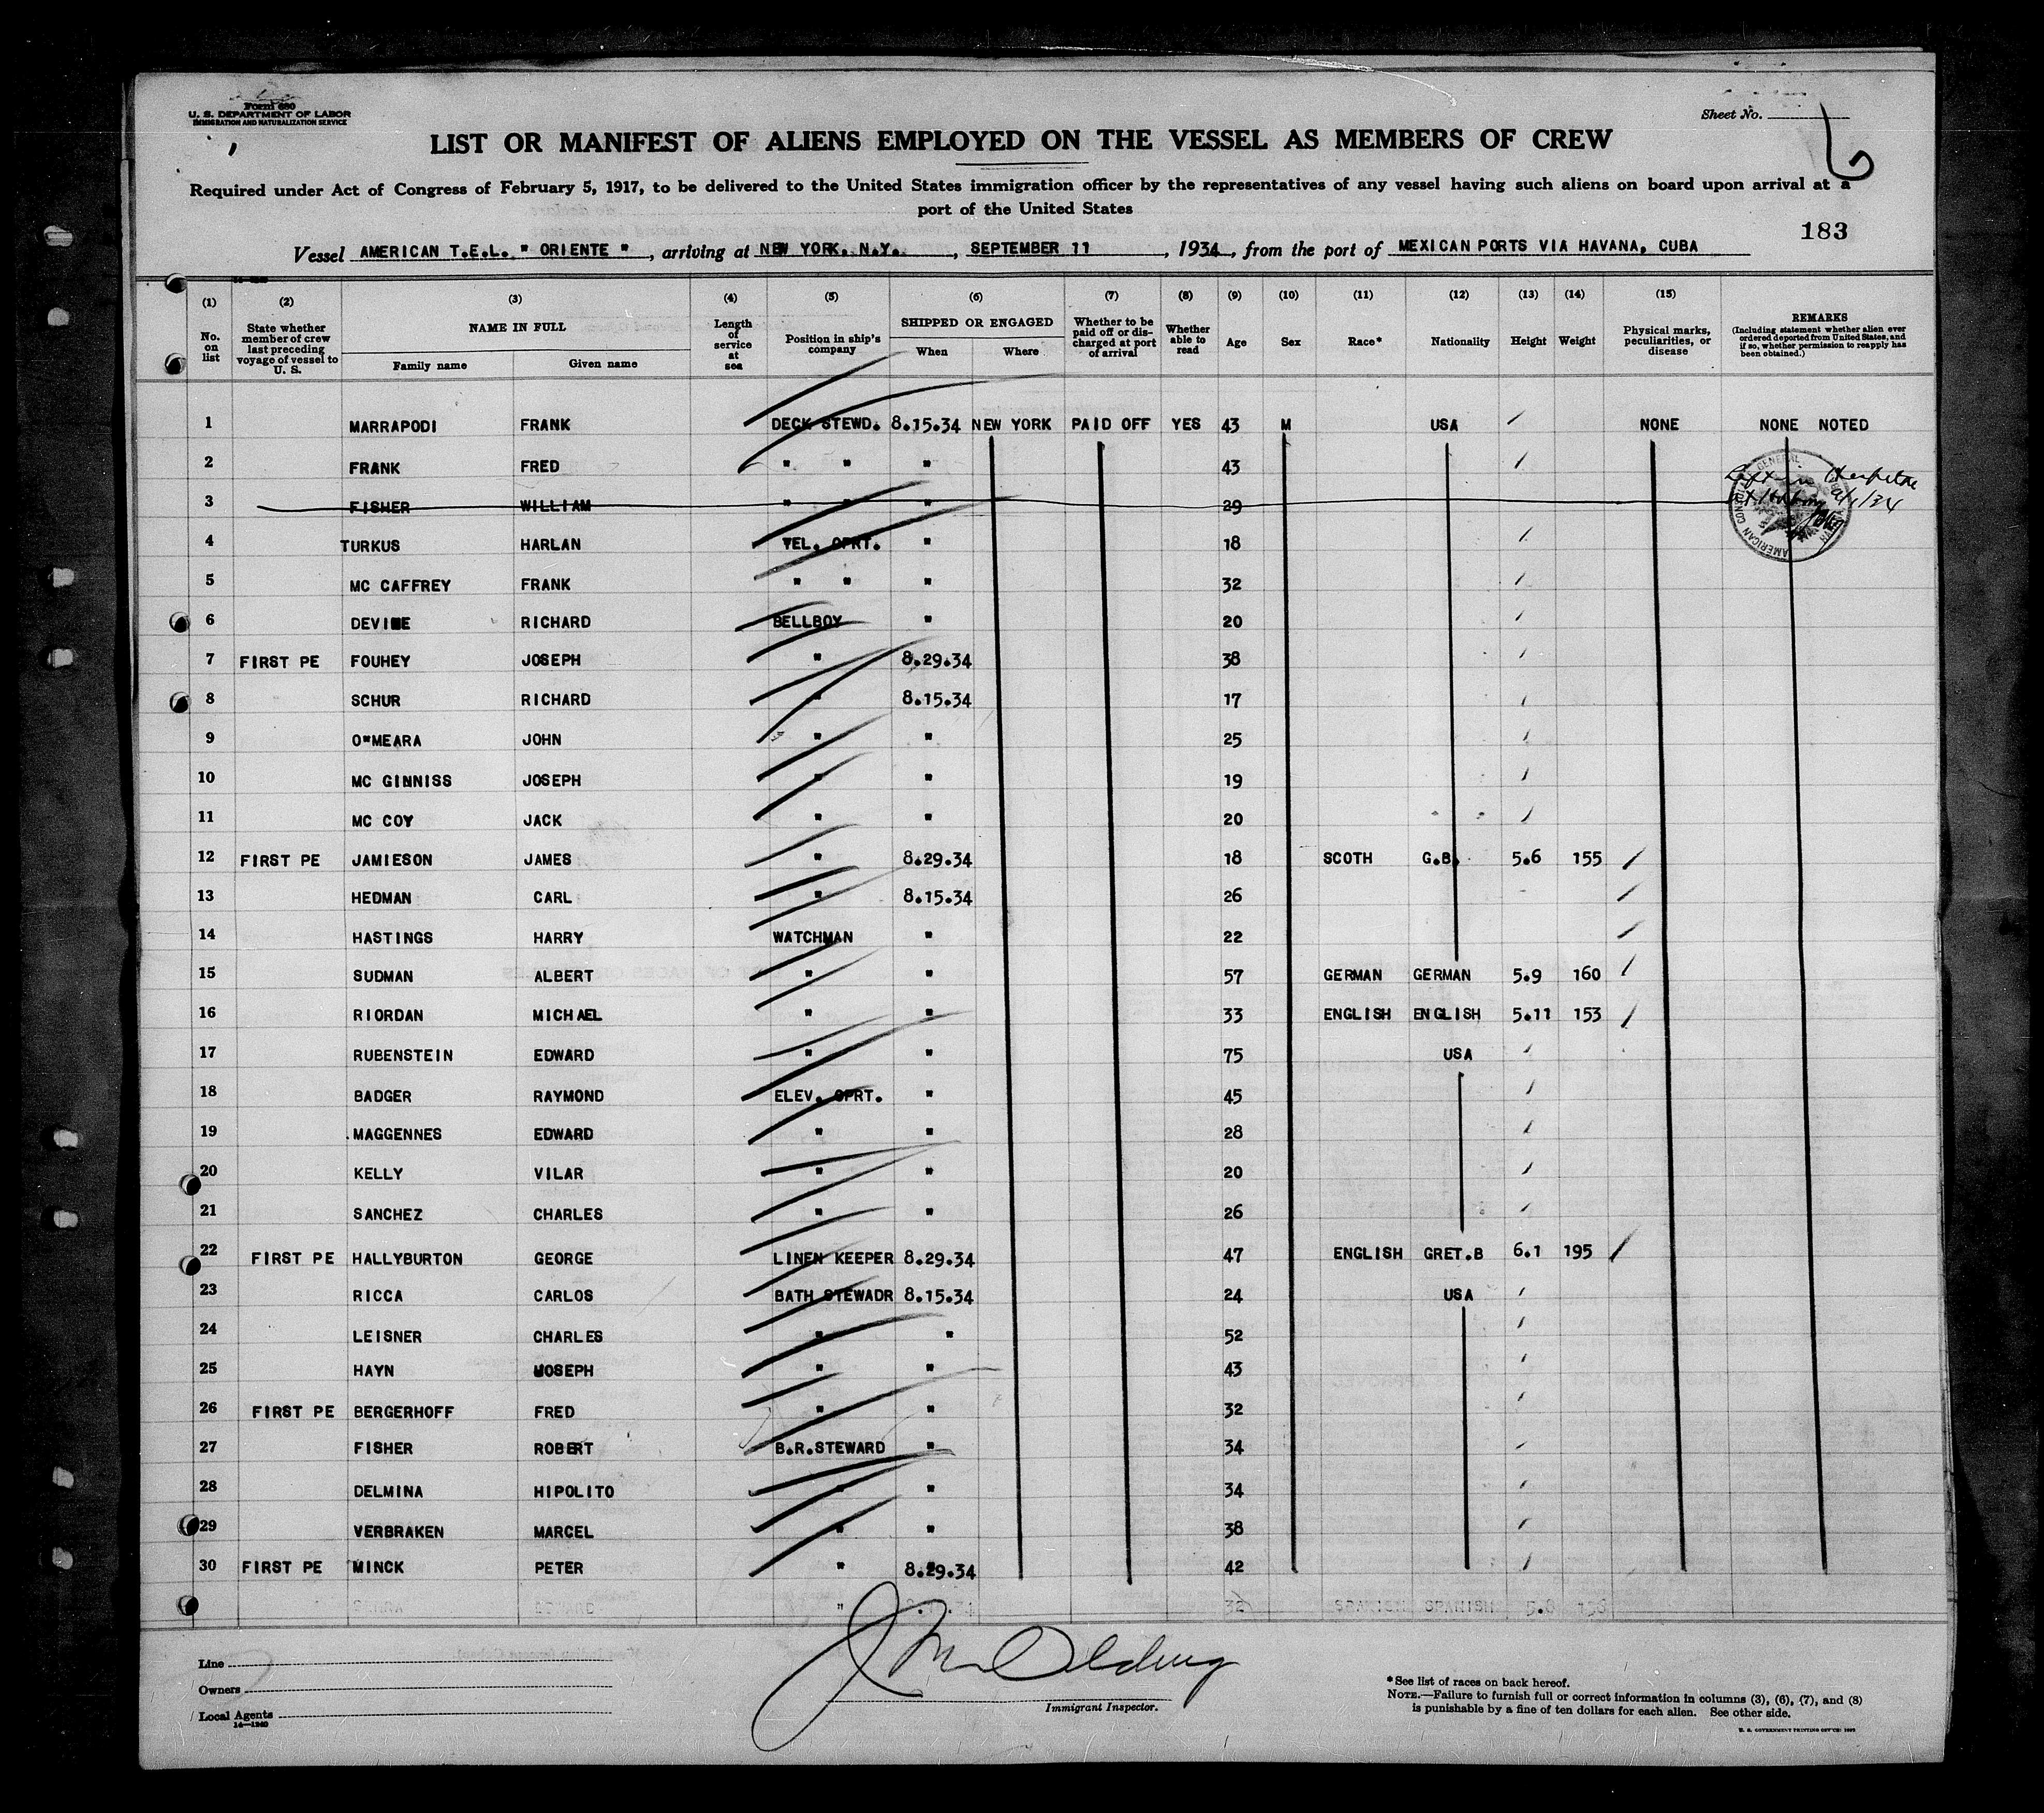 Form 680
U. S. DEPARTMENT OF LABOR
IMMIGRATION AND NATURALIZATION SERVICE
Sheet No. 6
LIST OR MANIFEST OF ALIENS EMPLOYED ON THE VESSEL AS MEMBERS OF CREW
Required under Act of Congress of February 5, 1917, to be delivered to the United States immigration officer by the representatives of any vessel having such aliens on board upon arrival at a
port of the United States
183
Vessel AMERICAN T.E.L. " ORIENTE ", arriving at NEW YORK. N.Y., SEPTEMBER 11, 1934, from the port of MEXICAN PORTS VIA HAVANA, CUBA
(1) (2) (3) (4) (5) (6) (7) (8) (9) (10) (11) (12) (13) (14) (15)
No. on list
State whether member of crew last preceding voyage of vessel to U. S.
NAME IN FULL
Family name Given name
Length of service at sea
Position in ship's company
SHIPPED OR ENGAGED
When Where
Whether to be paid off or discharged at port of arrival
Whether able to read
Age Sex Race* Nationality Height Weight
Physical marks, peculiarities, or disease
REMARKS
(Including statement whether alien ever ordered deported from United States, and if so, whether permission to reapply has been obtained.)
1 MARRAPODI FRANK DECK STEWD. 8.15.34 NEW YORK PAID OFF YES 43 M USA NONE NONE NOTED
2 FRANK FRED " " " 43
3 FISHER WILLIAM " " " 29 Left in
4 TURKUS HARLAN TEL. OPRT. " 18
5 MC CAFFREY FRANK " " " 32
6 DEVINE RICHARD BELLBOY " 20
7 FIRST PE FOUHEY JOSEPH " 8.29.34 38
8 SCHUR RICHARD " 8.15.34 17
9 O"MEARA JOHN " " 25
10 MC GINNISS JOSEPH " " 19
11 MC COY JACK " " 20
12 FIRST PE JAMIESON JAMES " 8.29.34 18 SCOTH G.B. 5.6 155
13 HEDMAN CARL " 8.15.34 26
14 HASTINGS HARRY WATCHMAN " 22
15 SUDMAN ALBERT " " 57 GERMAN GERMAN 5.9 160
16 RIORDAN MICHAEL " " 33 ENGLISH ENGLISH 5.11 153
17 RUBENSTEIN EDWARD " " 75 USA
18 BADGER RAYMOND ELEV. OPRT. " 45
19 MAGGENNES EDWARD " " 28
20 KELLY VILAR " " 20
21 SANCHEZ CHARLES " " 26
22 FIRST PE HALLYBURTON GEORGE LINEN KEEPER 8.29.34 47 ENGLISH GRET.B 6.1 195
23 RICCA CARLOS BATH STEWADR 8.15.34 24 USA
24 LEISNER CHARLES " " 52
25 HAYN JOSEPH " " 43
26 FIRST PE BERGERHOFF FRED " " 32
27 FISHER ROBERT B.R.STEWARD " 34
28 DELMINA HIPOLITO " " 34
29 VERBRAKEN MARCEL " " 38
30 FIRST PE MINCK PETER " 8.29.34 42
" 32 SPANISH SPANISH 5.8 138
Line
Owners
Local Agents
14—1240
Immigrant Inspector.
*See list of races on back hereof.
NOTE.—Failure to furnish full or correct information in columns (3), (6), (7), and (8)
is punishable by a fine of ten dollars for each alien. See other side.